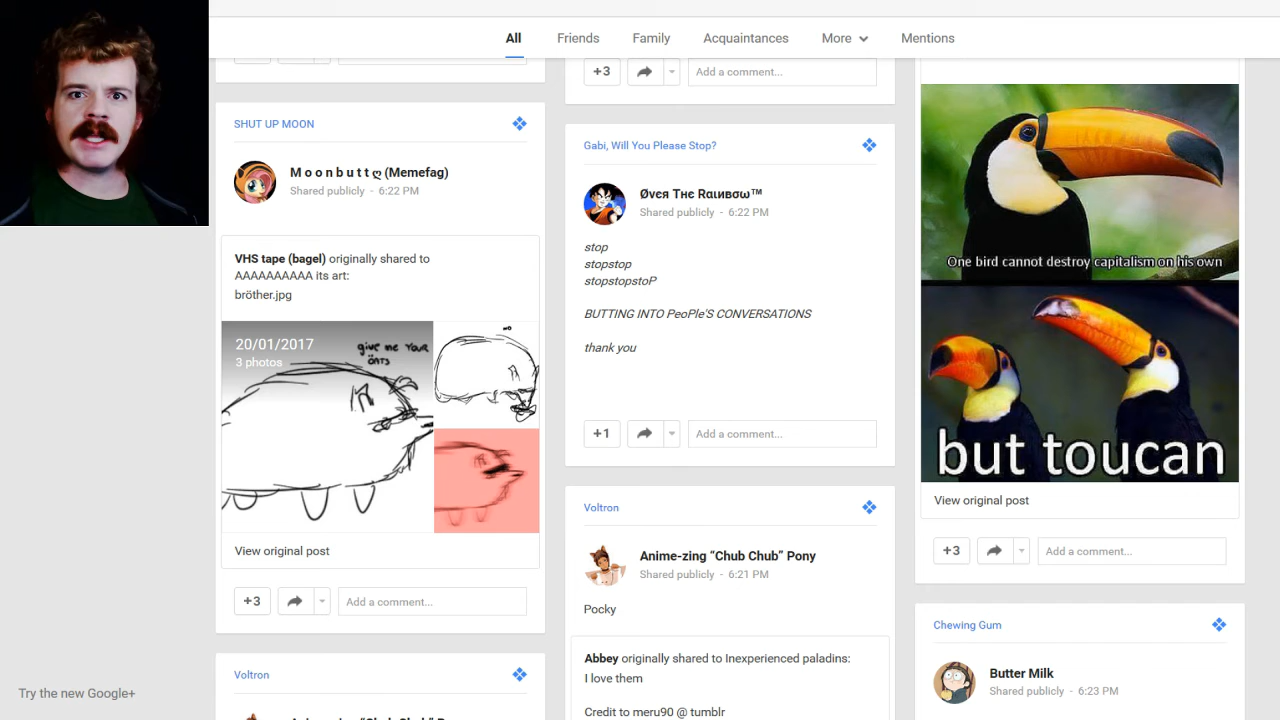 All Friends Family Acquaintances More Mentions
SHUT UP MOON
M o o n b u t t ღ (Memefag)
Shared publicly - 6:22 PM
VHS tape (bagel) originally shared to
AAAAAAAAAA its art:
bröther.jpg
20/01/2017
3 photos
give me YOUR
ÖATS
View original post
+3 Add a comment...
Voltron
+3 Add a comment...
Gabi, Will You Please Stop?
Øvєя Tнє Rαιивσω™
Shared publicly - 6:22 PM
stop
stopstop
stopstopstoP
BUTTING INTO PeoPle'S CONVERSATIONS
thank you
+1 Add a comment...
Voltron
Anime-zing “Chub Chub” Pony
Shared publicly - 6:21 PM
Pocky
Abbey originally shared to Inexperienced paladins:
I love them
Credit to meru90 @ tumblr
One bird cannot destroy capitalism on his own
but toucan
View original post
+3 Add a comment...
Chewing Gum
Butter Milk
Shared publicly - 6:23 PM
Try the new Google+